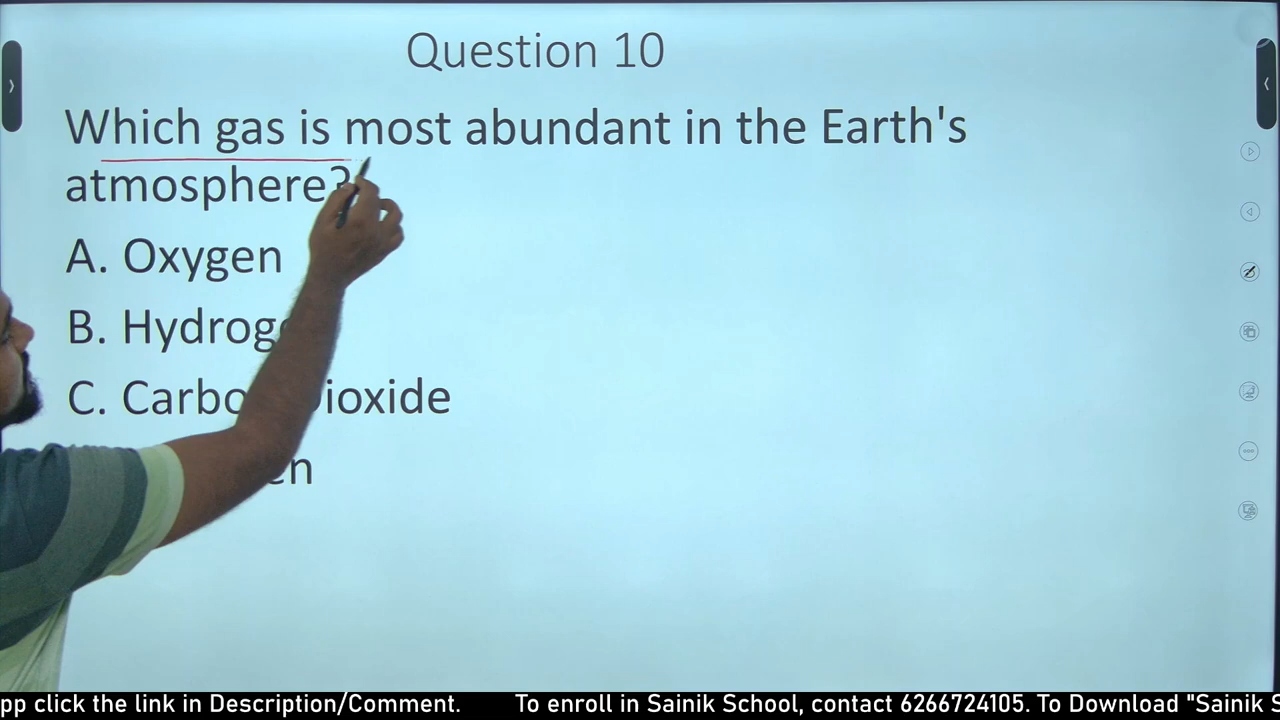 Question 10
Which gas is most abundant in the Earth's
atmosphere?
A. Oxygen
B. Hydrog
C. Carbo ioxide
en
pp click the link in Description/Comment. To enroll in Sainik School, contact 6266724105. To Download "Sainik S